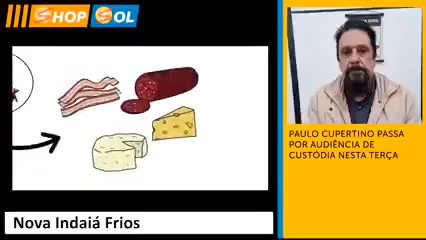 SHOP SOL
PAULO CUPERTINO PASSA
POR AUDIÊNCIA DE
CUSTÓDIA NESTA TERÇA
Nova Indaiá Frios